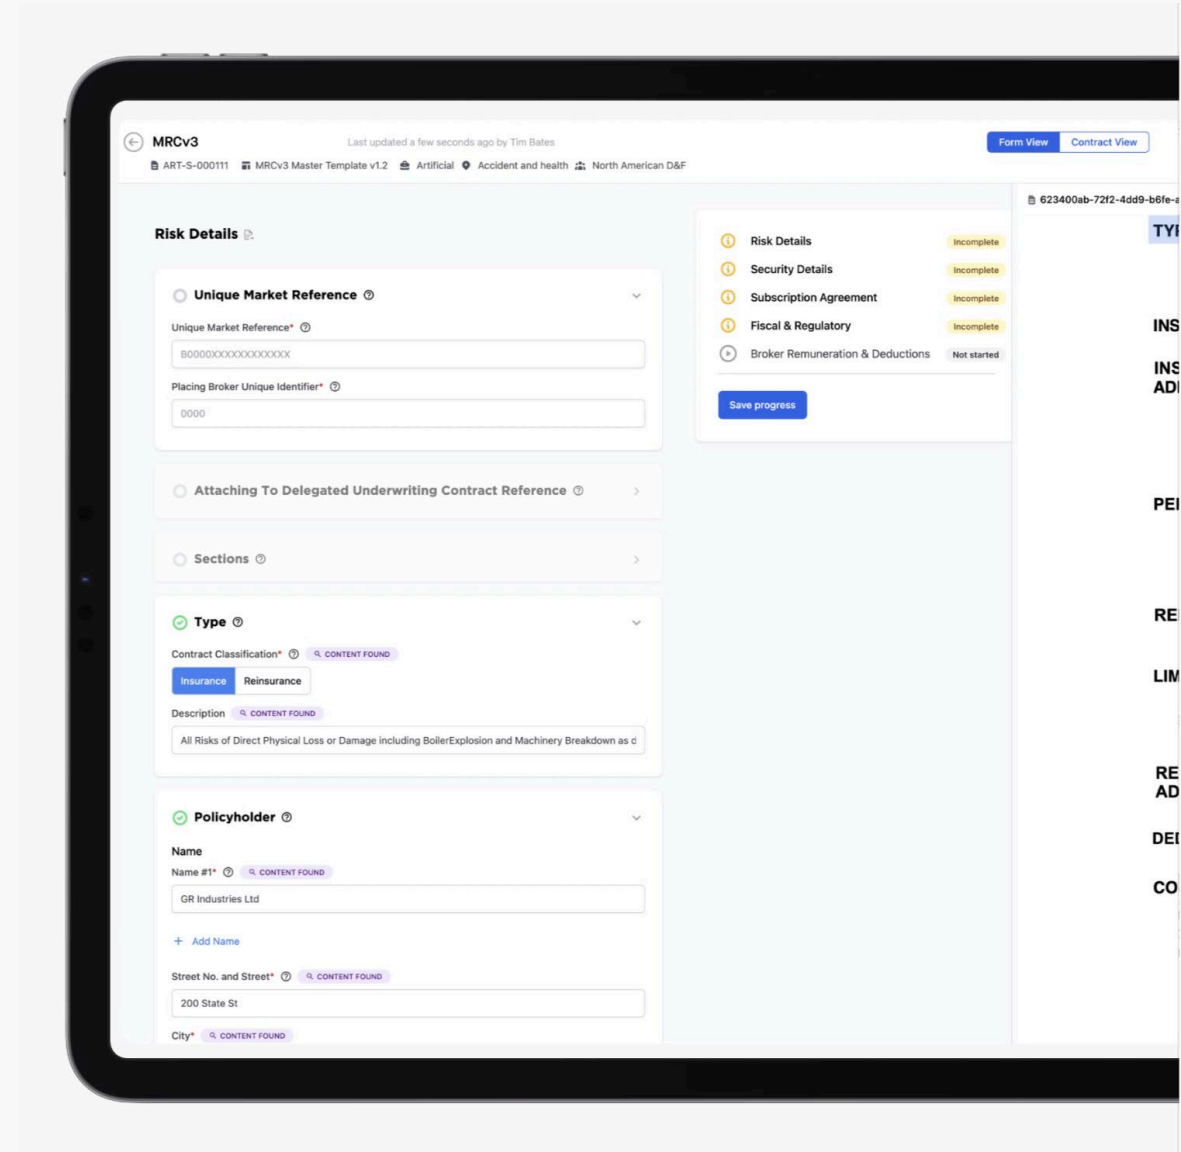 MRCv3
Last updated a few seconds ago by Tim Bates
Form View
Contract View
ART-S-000111
MRCv3 Master Template v1.2
Artificial
Accident and health
North American D&F
Risk Details
Unique Market Reference
Unique Market Reference*
B0000XXXXXXXXXXXX
Placing Broker Unique Identifier*
0000
Attaching To Delegated Underwriting Contract Reference
Sections
Type
Contract Classification*
CONTENT FOUND
Insurance
Reinsurance
Description
CONTENT FOUND
All Risks of Direct Physical Loss or Damage including BoilerExplosion and Machinery Breakdown as d
Policyholder
Name
Name #1*
CONTENT FOUND
GR Industries Ltd
+ Add Name
Street No. and Street*
CONTENT FOUND
200 State St
City*
CONTENT FOUND
Risk Details
Incomplete
Security Details
Incomplete
Subscription Agreement
Incomplete
Fiscal & Regulatory
Incomplete
Broker Remuneration & Deductions
Not started
Save progress
623400ab-72f2-4dd9-b6fe-
TY
INS
INS
AD
PE
RE
LIM
RE
AD
DE
CO